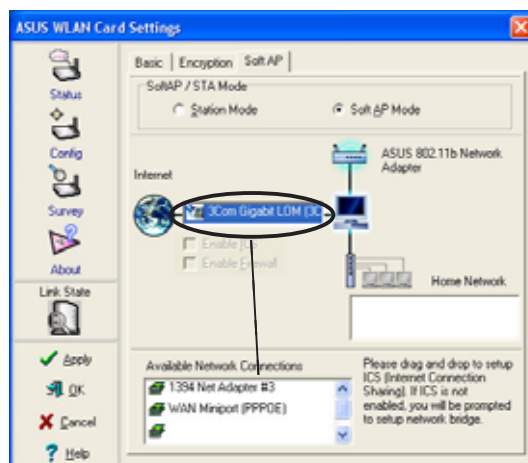 ASUS WLAN Card Settings
Status
Config
Survey
About
Link State
Apply
OK
Cancel
Help
Basic
Encryption
Soft AP
SoftAP / STA Mode
Station Mode
Soft AP Mode
Internet
ASUS 802.11b Network
Adapter
3Com Gigabit LOM (3C
Enable ICS
Enable Firewall
Home Network
Available Network Connections
1394 Net Adapter #3
WAN Miniport (PPPOE)
Please drag and drop to setup
ICS (Internet Connection
Sharing). If ICS is not
enabled, you will be prompted
to setup network bridge.